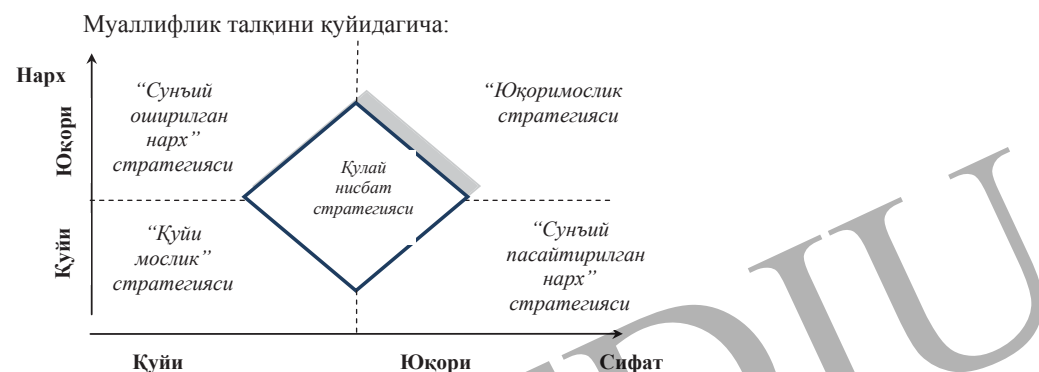 Муаллифлик талқини қуйидагича:
Нарх
Юқори
Қуйи
“Сунъий
оширилган
нарх”
стратегияси
“Юқоримослик
стратегияси
Қулай
нисбат
стратегияси
“Қуйи
мослик”
стратегияси
“Сунъий
пасайтирилган
нарх”
стратегияси
Қуйи
Юқори
Сифат
DIU